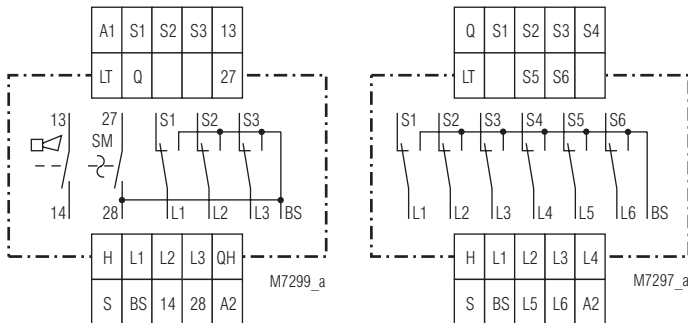 A1 S1 S2 S3 13
LT Q 27
13 27 S1 S2 S3
SM
14 28 L1 L2 L3 BS
H L1 L2 L3 QH
S BS 14 28 A2
M7299_a
Q S1 S2 S3 S4
LT S5 S6
S1 S2 S3 S4 S5 S6
L1 L2 L3 L4 L5 L6 BS
H L1 L2 L3 L4
S BS L5 L6 A2
M7297_a